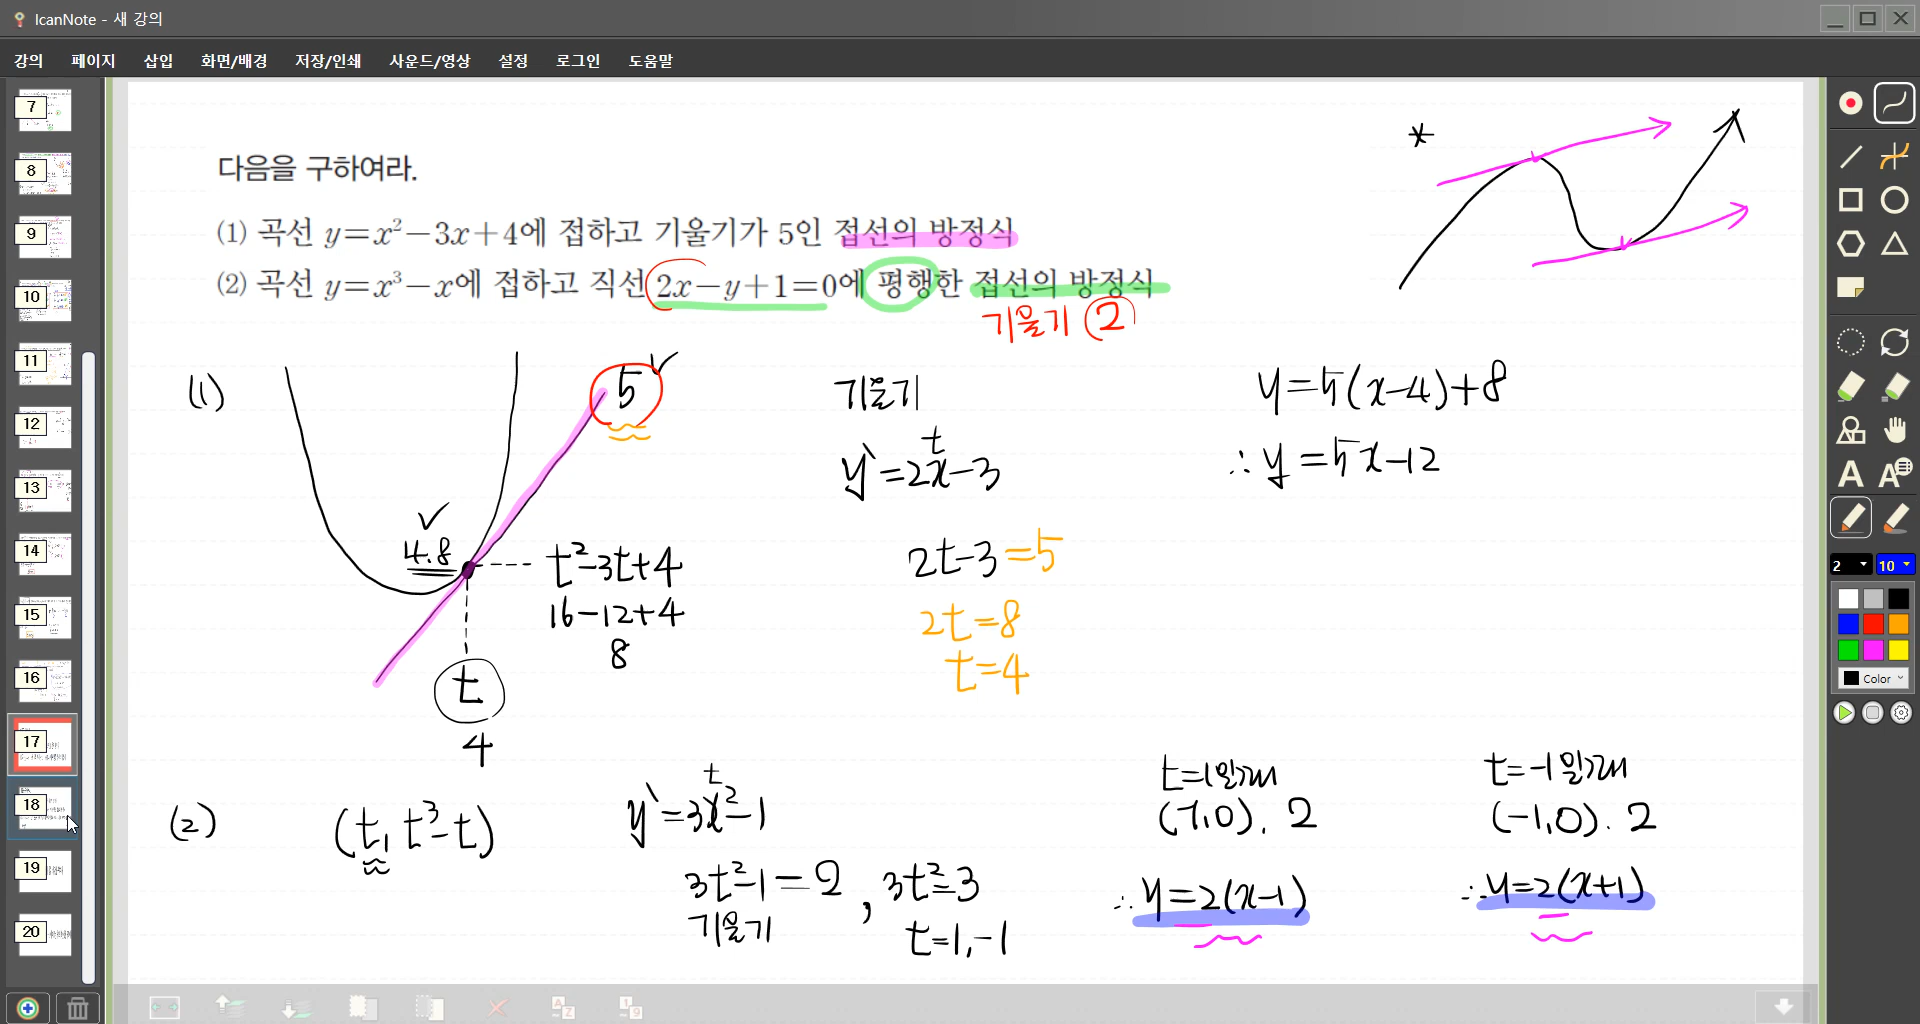 IcanNote - 새 강의
강의 페이지 삽입 화면/배경 저장/인쇄 사운드/영상 설정 로그인 도움말
7
8
9
10
11
12
13
14
15
16
17
18
19
20
다음을 구하여라.
(1) 곡선 y=x²−3x+4에 접하고 기울기가 5인 접선의 방정식
(2) 곡선 y=x³−x에 접하고 직선 2x−y+1=0에 평행한 접선의 방정식
기울기 2
*
(1)
5
4.8
t²−3t+4
16−12+4
8
t
4
기울기
t
y`=2x−3
2t−3=5
2t=8
t=4
y=5(x−4)+8
∴ y=5x−12
(2)
(t, t³−t)
t
y`=3x²−1
3t²−1=2, 3t²=3
기울기
t=1,−1
t=1일 때
(1,0). 2
∴ y=2(x−1)
t=−1일 때
(−1,0). 2
∴ y=2(x+1)
2
10
Color